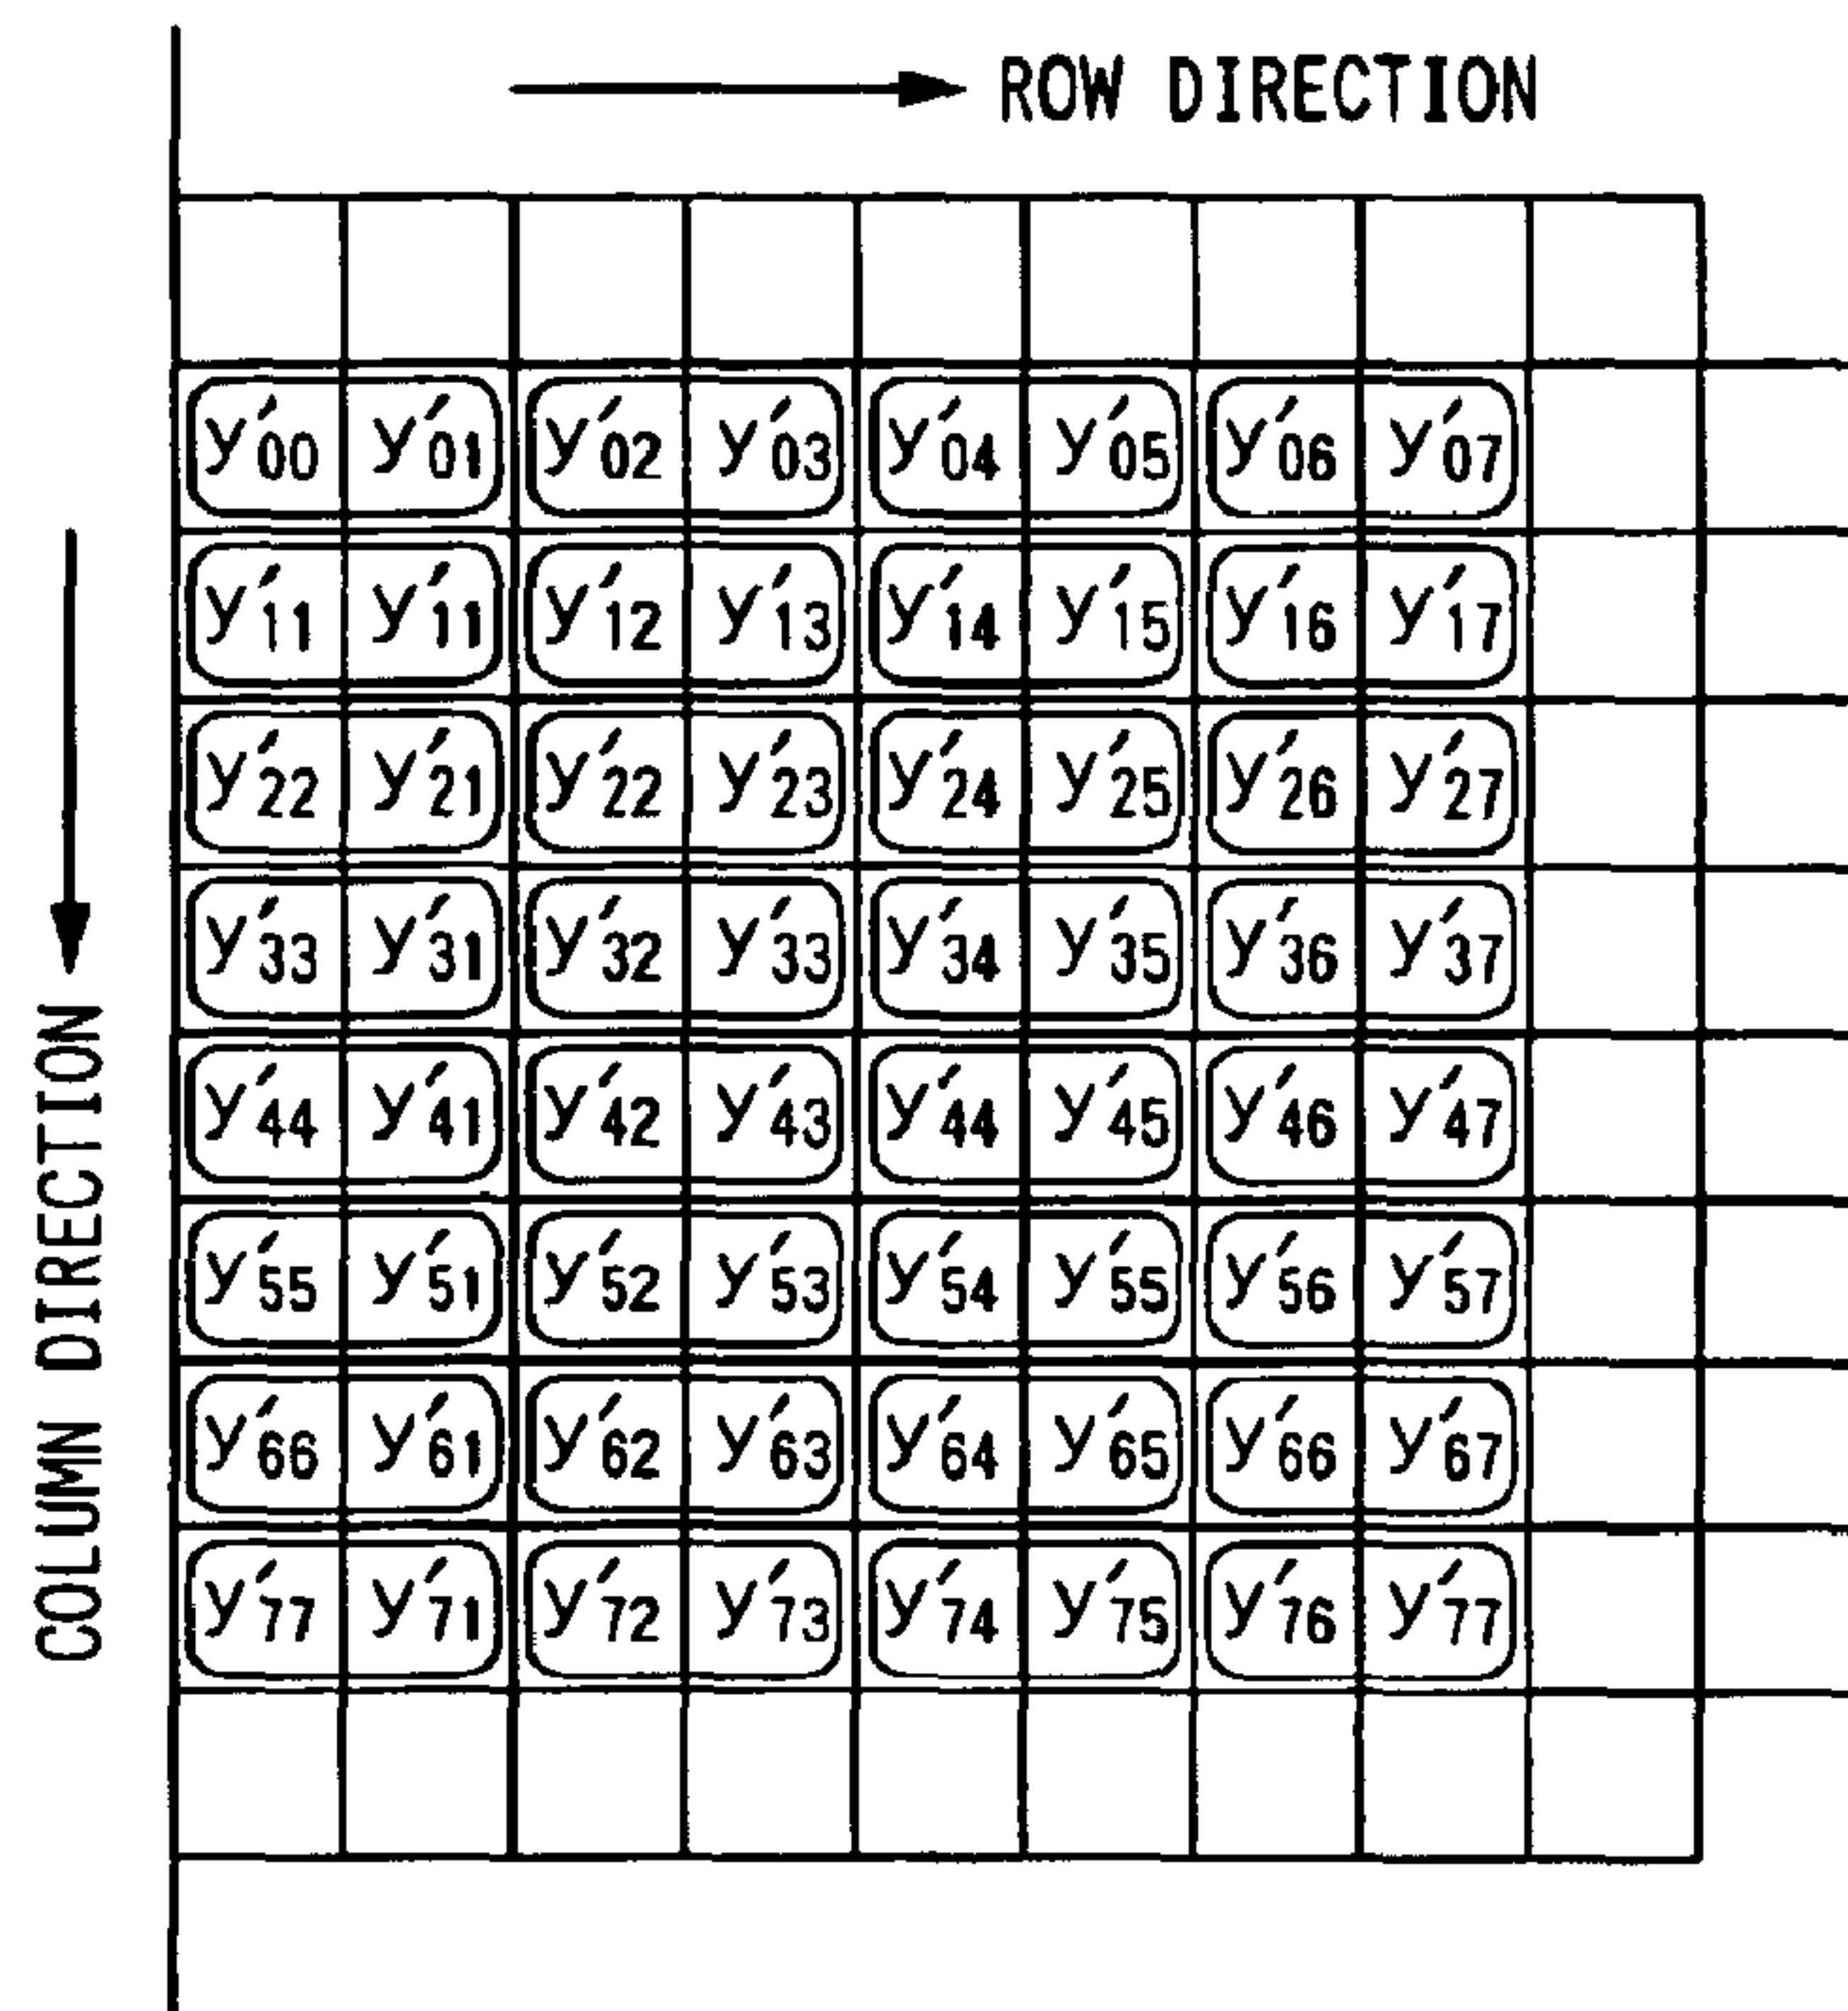 ROW DIRECTION
COLUMN DIRECTION
y′00 y′01 y′02 y′03 y′04 y′05 y′06 y′07
y′11 y′11 y′12 y′13 y′14 y′15 y′16 y′17
y′22 y′21 y′22 y′23 y′24 y′25 y′26 y′27
y′33 y′31 y′32 y′33 y′34 y′35 y′36 y′37
y′44 y′41 y′42 y′43 y′44 y′45 y′46 y′47
y′55 y′51 y′52 y′53 y′54 y′55 y′56 y′57
y′66 y′61 y′62 y′63 y′64 y′65 y′66 y′67
y′77 y′71 y′72 y′73 y′74 y′75 y′76 y′77